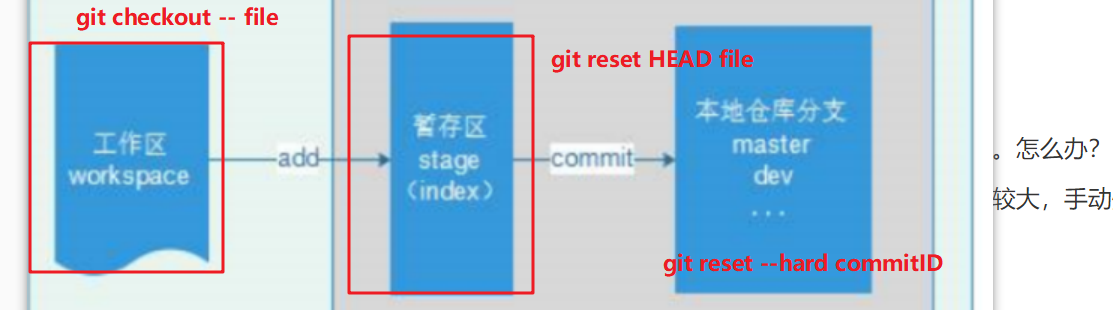 git checkout -- file
git reset HEAD file
工作区
workspace
add
暂存区
stage
（index）
commit
本地仓库分支
master
dev
...
git reset --hard commitID
。怎么办？
较大，手动